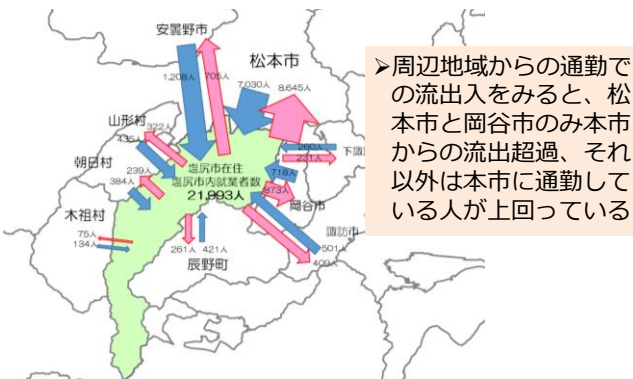 安曇野市
松本市
1,208人
705人
7,030人
8,645人
山形村
322人
435人
朝日村
239人
384人
木祖村
75人
134人
塩尻市在住
塩尻市内就業者数
21,993人
260人
231人
下諏
718人
873人
岡谷市
諏訪市
501人
409人
261人
421人
辰野町
➢周辺地域からの通勤で
の流出入をみると、松
本市と岡谷市のみ本市
からの流出超過、それ
以外は本市に通勤して
いる人が上回っている